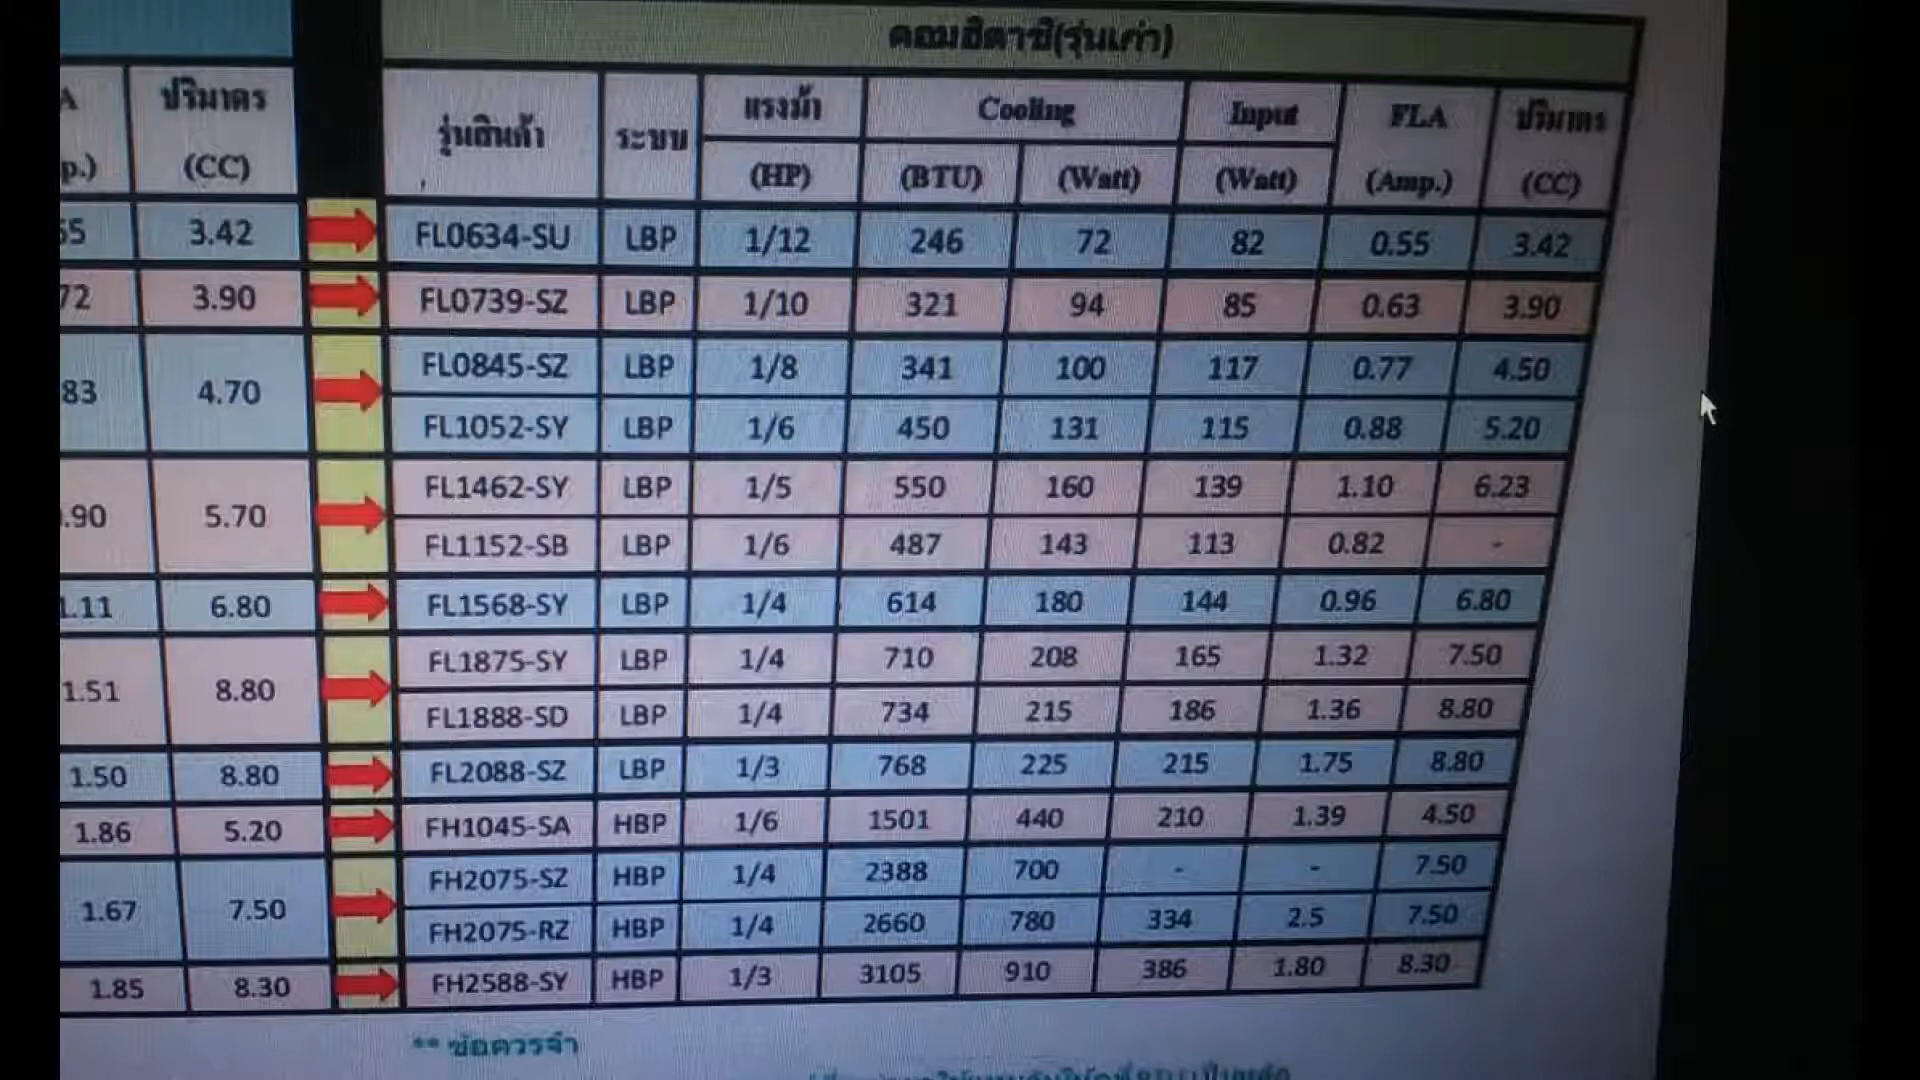 คอมฮิตาชิ(รุ่นเก่า)
A ปริมาตร รุ่นสินค้า ระบบ แรงม้า Cooling Input FLA ปริมาตร
p.) (CC) (HP) (BTU) (Watt) (Watt) (Amp.) (CC)
55 3.42 FL0634-SU LBP 1/12 246 72 82 0.55 3.42
72 3.90 FL0739-SZ LBP 1/10 321 94 85 0.63 3.90
83 4.70 FL0845-SZ LBP 1/8 341 100 117 0.77 4.50
FL1052-SY LBP 1/6 450 131 115 0.88 5.20
.90 5.70 FL1462-SY LBP 1/5 550 160 139 1.10 6.23
FL1152-SB LBP 1/6 487 143 113 0.82 -
1.11 6.80 FL1568-SY LBP 1/4 614 180 144 0.96 6.80
1.51 8.80 FL1875-SY LBP 1/4 710 208 165 1.32 7.50
FL1888-SD LBP 1/4 734 215 186 1.36 8.80
1.50 8.80 FL2088-SZ LBP 1/3 768 225 215 1.75 8.80
1.86 5.20 FH1045-SA HBP 1/6 1501 440 210 1.39 4.50
1.67 7.50 FH2075-SZ HBP 1/4 2388 700 - - 7.50
FH2075-RZ HBP 1/4 2660 780 334 2.5 7.50
1.85 8.30 FH2588-SY HBP 1/3 3105 910 386 1.80 8.30
** ข้อควรจำ